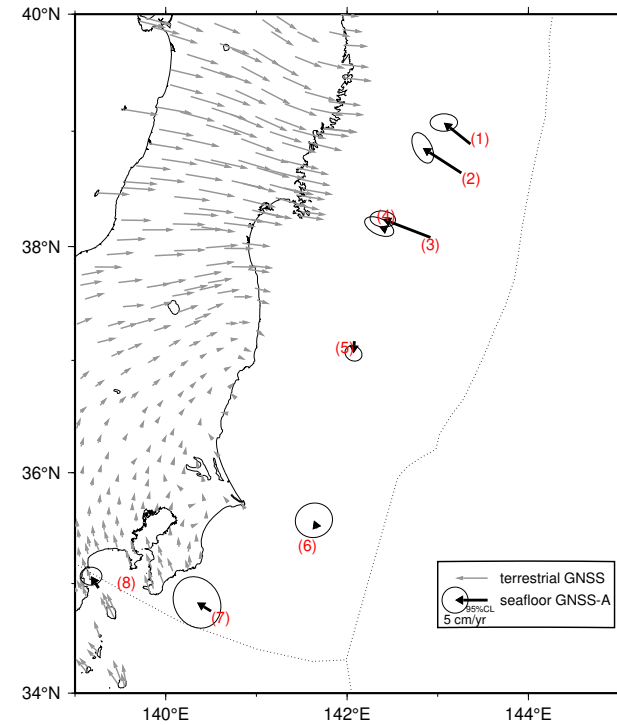 40°N
(1)
(2)
(4)
(3)
38°N
(5)
36°N
(6)
terrestrial GNSS
(8)
seafloor GNSS-A
95%CL
5 cm/yr
(7)
34°N
140°E
142°E
144°E